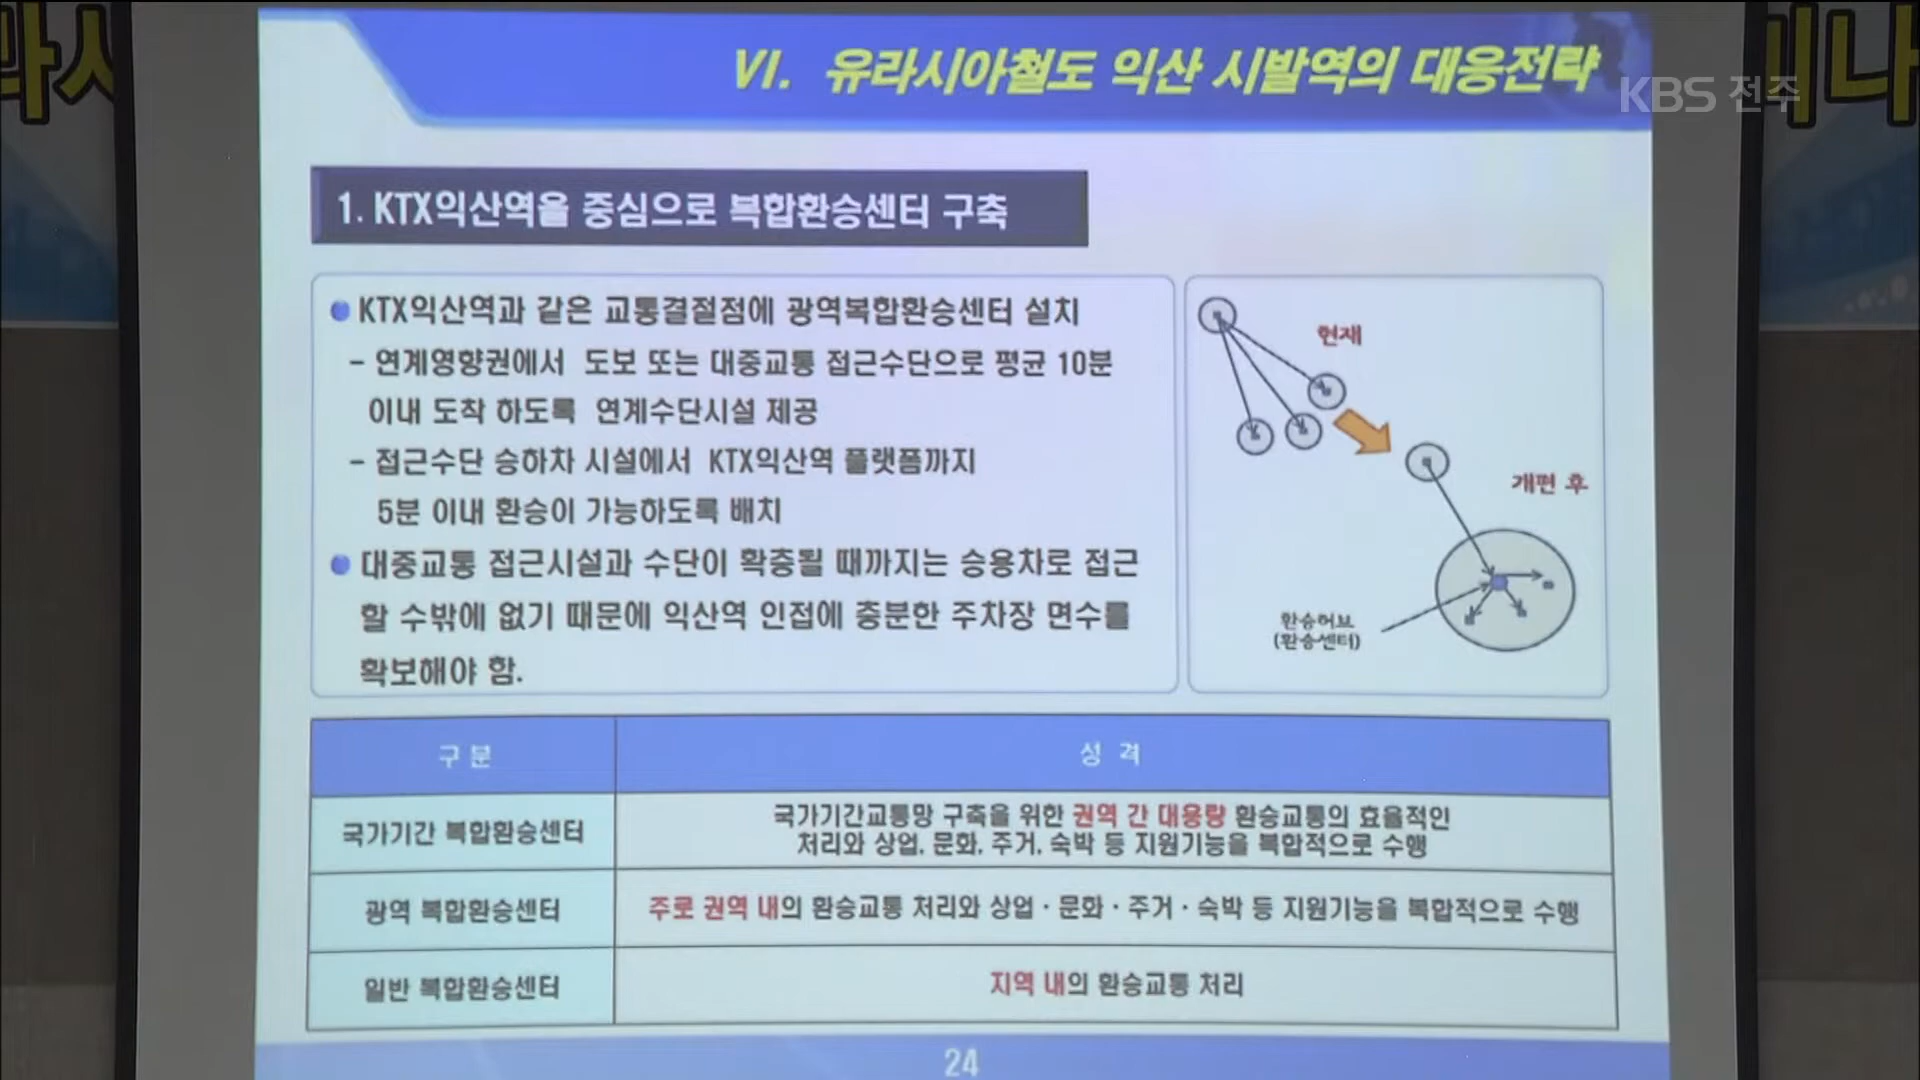 라시
미나
KBS 전주
VI. 유라시아철도 익산 시발역의 대응전략
1. KTX익산역을 중심으로 복합환승센터 구축
KTX익산역과 같은 교통결절점에 광역복합환승센터 설치
- 연계영향권에서 도보 또는 대중교통 접근수단으로 평균 10분
이내 도착 하도록 연계수단시설 제공
- 접근수단 승하차 시설에서 KTX익산역 플랫폼까지
5분 이내 환승이 가능하도록 배치
대중교통 접근시설과 수단이 확충될 때까지는 승용차로 접근
할 수밖에 없기 때문에 익산역 인접에 충분한 주차장 면수를
확보해야 함.
현재
개편 후
환승허브
(환승센터)
구 분
성 격
국가기간 복합환승센터
국가기간교통망 구축을 위한 권역 간 대용량 환승교통의 효율적인
처리와 상업, 문화, 주거, 숙박 등 지원기능을 복합적으로 수행
광역 복합환승센터
주로 권역 내의 환승교통 처리와 상업 · 문화 · 주거 · 숙박 등 지원기능을 복합적으로 수행
일반 복합환승센터
지역 내의 환승교통 처리
24